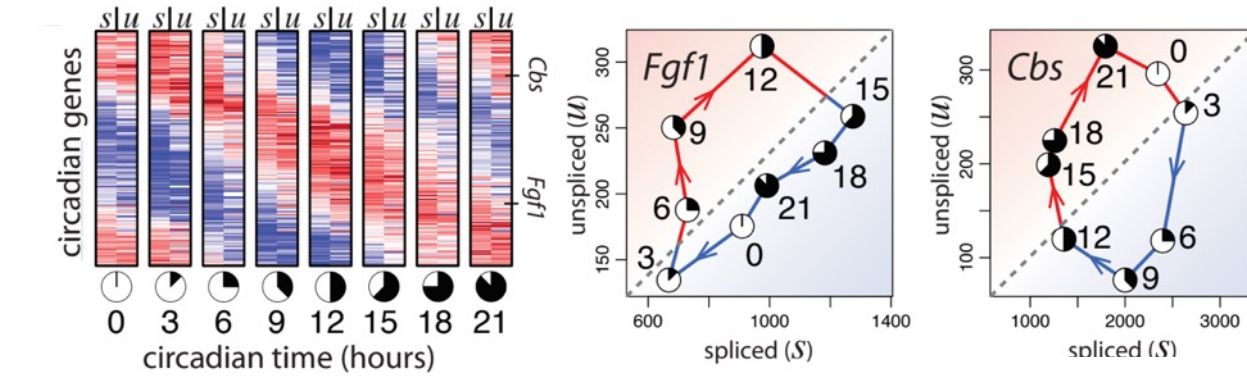 s|u s|u s|u s|u s|u s|u s|u s|u
circadian genes
Cbs
Fgf1
0 3 6 9 12 15 18 21
circadian time (hours)
Fgf1
unspliced (u)
300
250
200
150
12
15
9
18
6
21
3
0
600 1000 1400
spliced (s)
Cbs
unspliced (u)
300
200
100
0
21
3
18
15
12
6
9
1000 2000 3000
spliced (s)